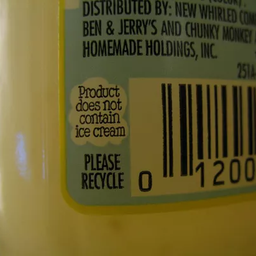 DISTRIBUTED BY: NEW WHIRLED
BEN & JERRY'S AND CHUNKY MONKEY
HOMEMADE HOLDINGS, INC.
Product
does not
contain
ice cream
PLEASE
RECYCLE
0 1200